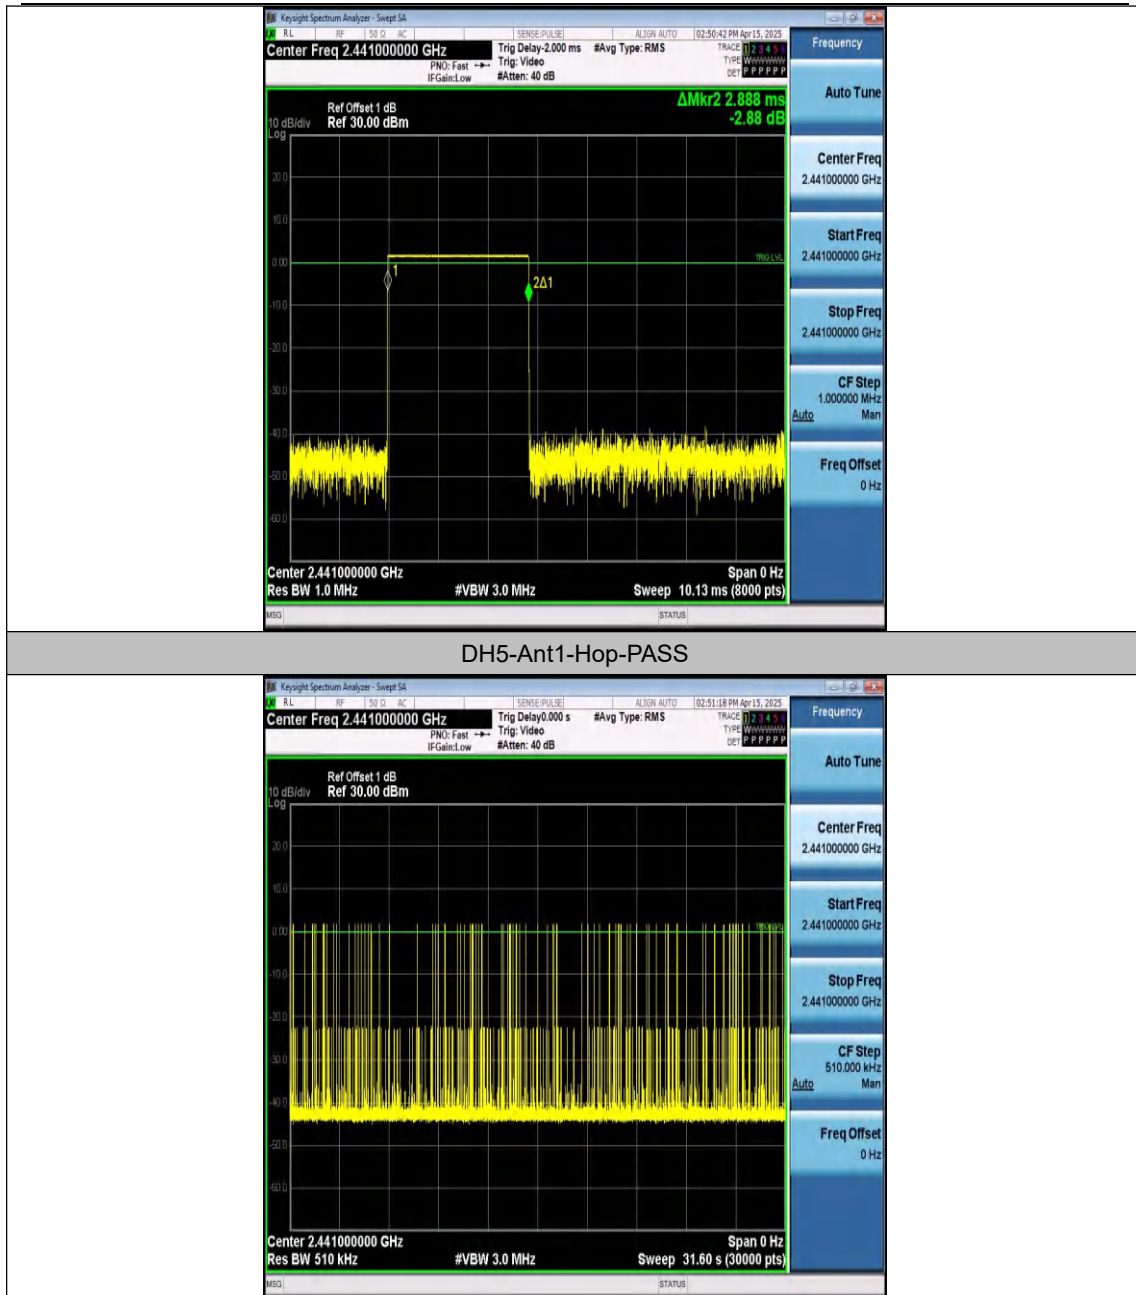 Keysight Spectrum Analyzer - Swept SA
RL RF 50 Ω AC SENSE:PULSE ALIGN AUTO 02:50:42 PM Apr 15, 2025
Center Freq 2.441000000 GHz
PNO: Fast
IFGain:Low
Trig Delay-2.000 ms
Trig: Video
#Atten: 40 dB
#Avg Type: RMS
TRACE 1 2 3 4 5 6
TYPE W
DET P P P P P P
ΔMkr2 2.888 ms
-2.88 dB
Ref Offset 1 dB
10 dB/div Ref 30.00 dBm
Log
20.0
10.0
0.00
TRIG LVL
1
2Δ1
-10.0
-20.0
-30.0
-40.0
-50.0
-60.0
Center 2.441000000 GHz Span 0 Hz
Res BW 1.0 MHz #VBW 3.0 MHz Sweep 10.13 ms (8000 pts)
MSG STATUS
Frequency
Auto Tune
Center Freq
2.441000000 GHz
Start Freq
2.441000000 GHz
Stop Freq
2.441000000 GHz
CF Step
1.000000 MHz
Auto Man
Freq Offset
0 Hz
DH5-Ant1-Hop-PASS
Keysight Spectrum Analyzer - Swept SA
RL RF 50 Ω AC SENSE:PULSE ALIGN AUTO 02:51:18 PM Apr 15, 2025
Center Freq 2.441000000 GHz
PNO: Fast
IFGain:Low
Trig Delay0.000 s
Trig: Video
#Atten: 40 dB
#Avg Type: RMS
TRACE 1 2 3 4 5 6
TYPE W
DET P P P P P P
Ref Offset 1 dB
10 dB/div Ref 30.00 dBm
Log
20.0
10.0
0.00
-10.0
-20.0
-30.0
-40.0
-50.0
-60.0
Center 2.441000000 GHz Span 0 Hz
Res BW 510 kHz #VBW 3.0 MHz Sweep 31.60 s (30000 pts)
MSG STATUS
Frequency
Auto Tune
Center Freq
2.441000000 GHz
Start Freq
2.441000000 GHz
Stop Freq
2.441000000 GHz
CF Step
510.000 kHz
Auto Man
Freq Offset
0 Hz